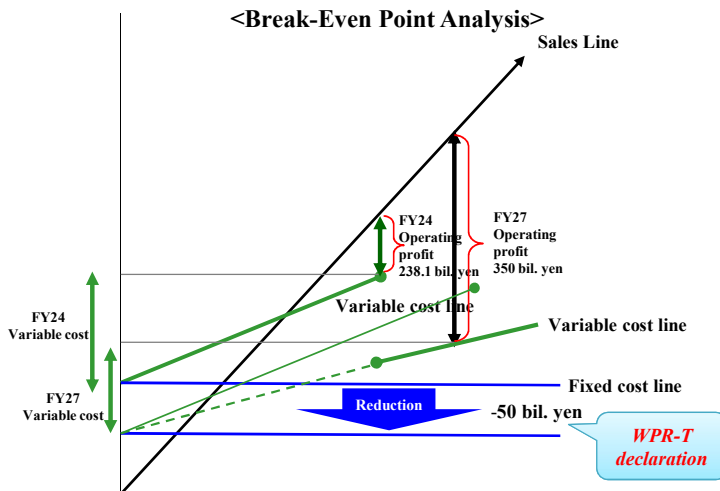 <Break-Even Point Analysis>
Sales Line
FY24
Operating
profit
238.1 bil. yen
FY27
Operating
profit
350 bil. yen
FY24
Variable cost
Variable cost line
Variable cost line
FY27
Variable cost
Fixed cost line
Reduction
-50 bil. yen
WPR-T
declaration